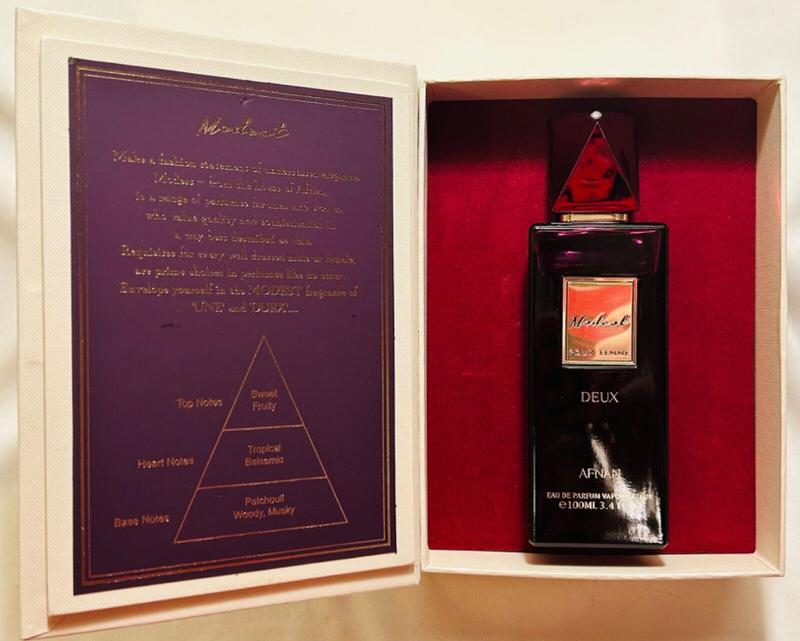 Modest
Make a fashion statement of understated elegance.
Modest – from the house of Afnan,
is a range of perfumes for men and women
who value quality and sophistication in
a way best described as chic.
Requisites for every well dressed male or female,
are prime choices in perfumes like no other.
Envelope yourself in the MODEST fragrance of
'UNE' and 'DUEX'....
Top Notes
Sweet
Fruity
Heart Notes
Tropical
Balsamic
Base Notes
Patchouli
Woody, Musky
Modest
POUR FEMME
DEUX
AFNAN
EAU DE PARFUM VAPORISATEUR
℮100ML 3.4